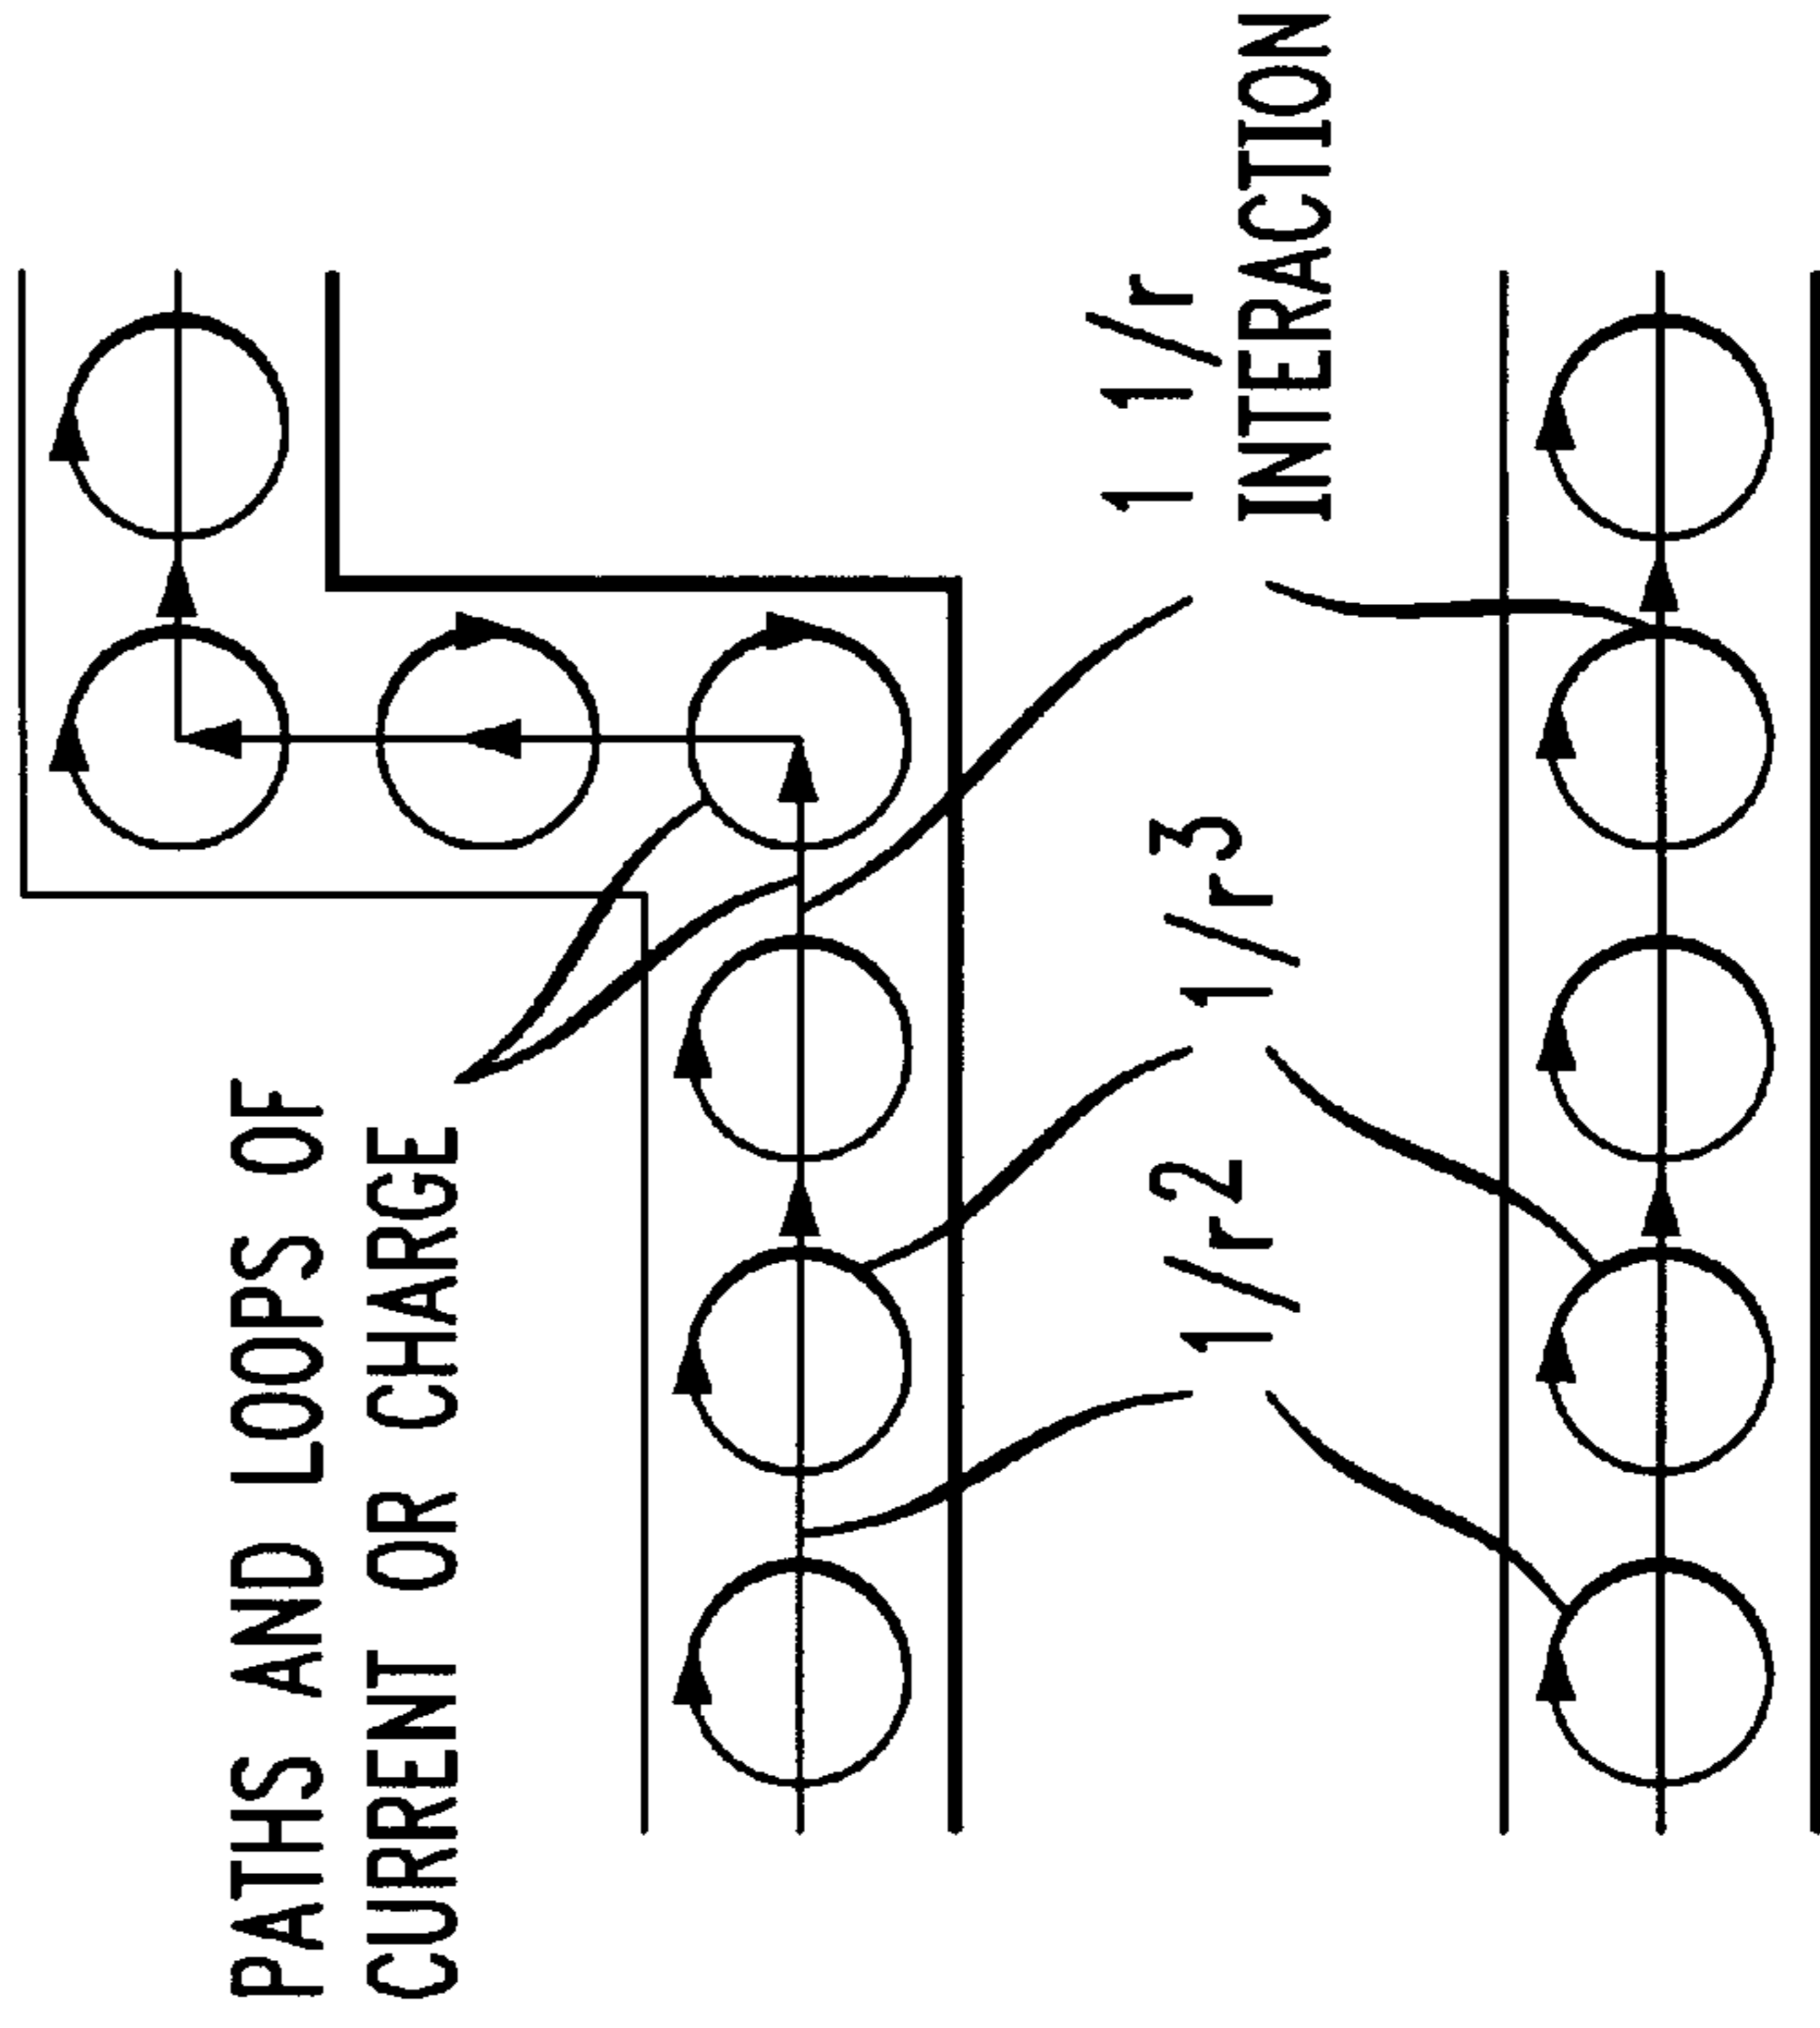 PATHS AND LOOPS OF
CURRENT OR CHARGE
1/r2
1/r3
1 1/r
INTERACTION